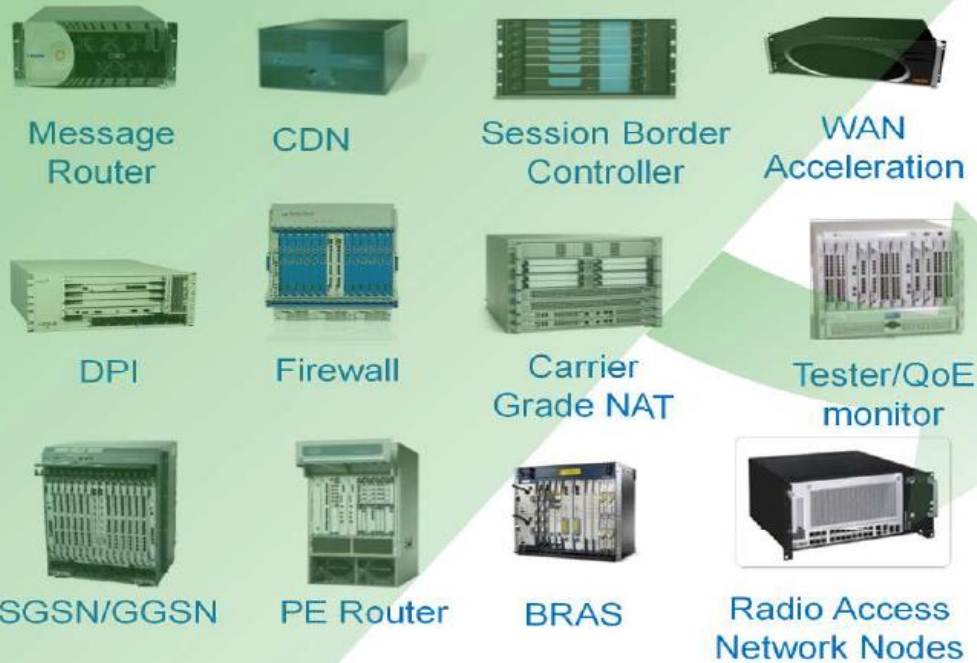 Message
Router
CDN
Session Border
Controller
WAN
Acceleration
DPI
Firewall
Carrier
Grade NAT
Tester/QoE
monitor
SGSN/GGSN
PE Router
BRAS
Radio Access
Network Nodes